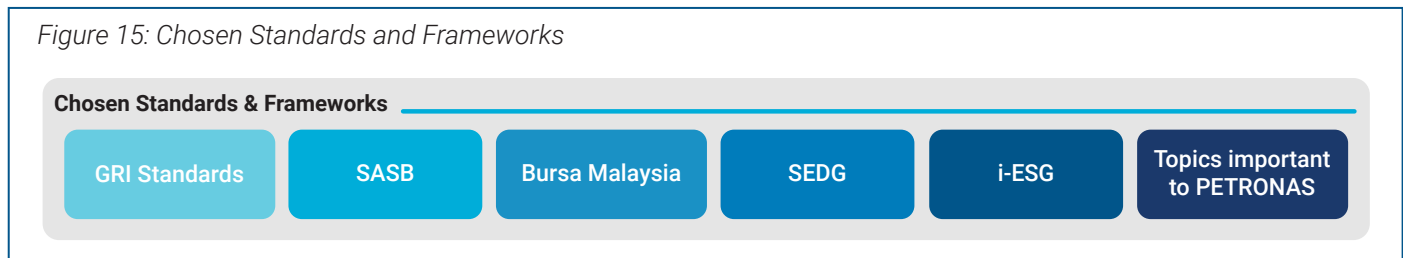 Figure 15: Chosen Standards and Frameworks
Chosen Standards & Frameworks
GRI Standards
SASB
Bursa Malaysia
SEDG
i-ESG
Topics important
to PETRONAS